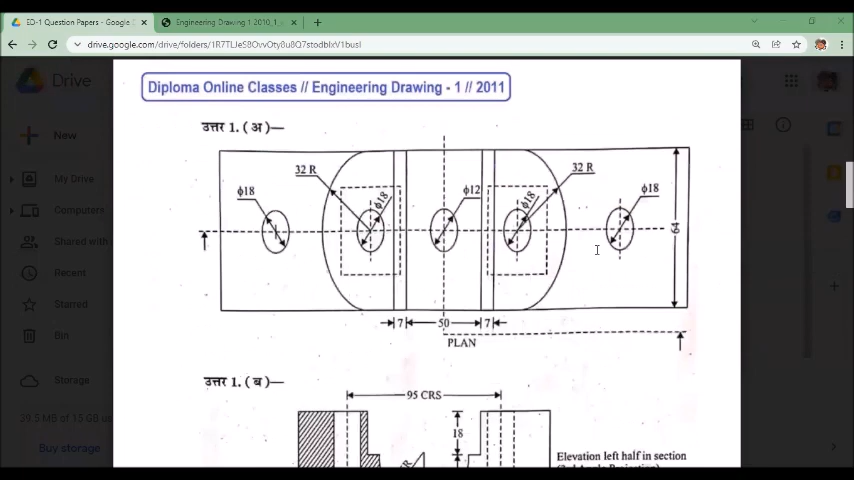 ED-1 Question Papers - Google D
Engineering Drawing 1 2010_1_
drive.google.com/drive/folders/
Drive
New
My Drive
Computers
Shared with
Recent
Starred
Bin
Storage
39.5 MB of 15 GB us
Buy storage
Diploma Online Classes // Engineering Drawing - 1 // 2011
उत्तर 1. ( अ )—
32 R
32 R
ϕ18
ϕ18
ϕ12
ϕ18
ϕ18
64
7
50
7
PLAN
उत्तर 1. ( ब )—
95 CRS
18
Elevation left half in section